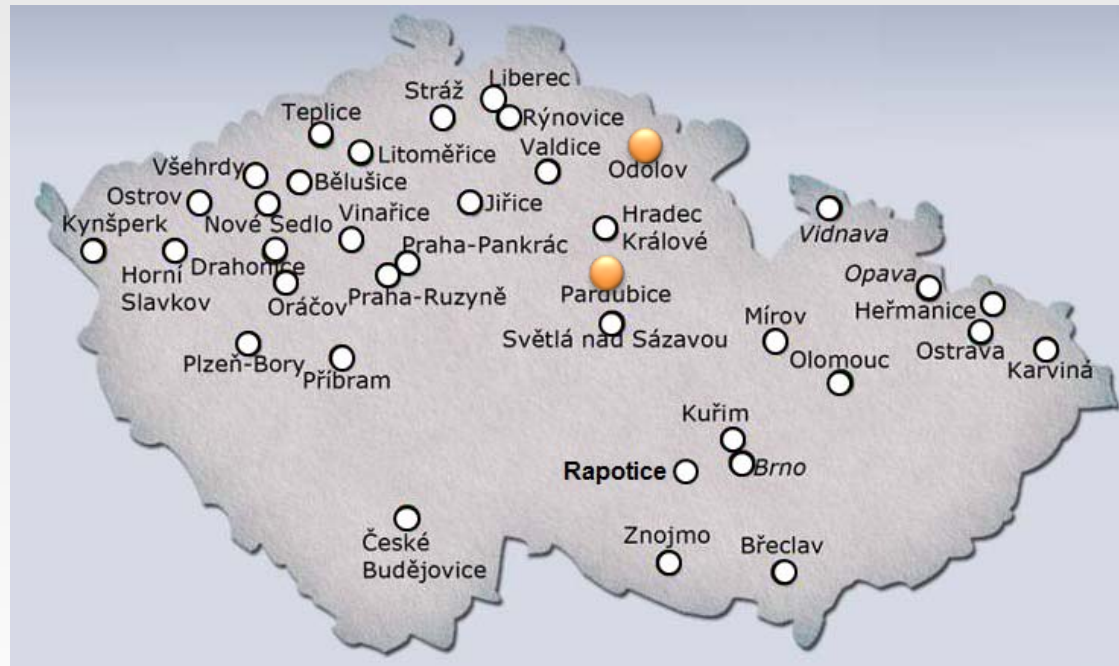 Liberec
Stráž
Teplice
Rýnovice
Valdice
Litoměřice
Odolov
Všehrdy
Bělušice
Ostrov
Jiřice
Vinařice
Kynšperk
Nové Sedlo
Hradec
Králové
Vidnava
Praha-Pankrác
Drahonice
Horní
Slavkov
Opava
Oráčov
Praha-Ruzyně
Pardubice
Heřmanice
Mírov
Světlá nad Sázavou
Ostrava
Olomouc
Karviná
Plzeň-Bory
Příbram
Kuřim
Rapotice
Brno
Znojmo
Břeclav
České
Budějovice